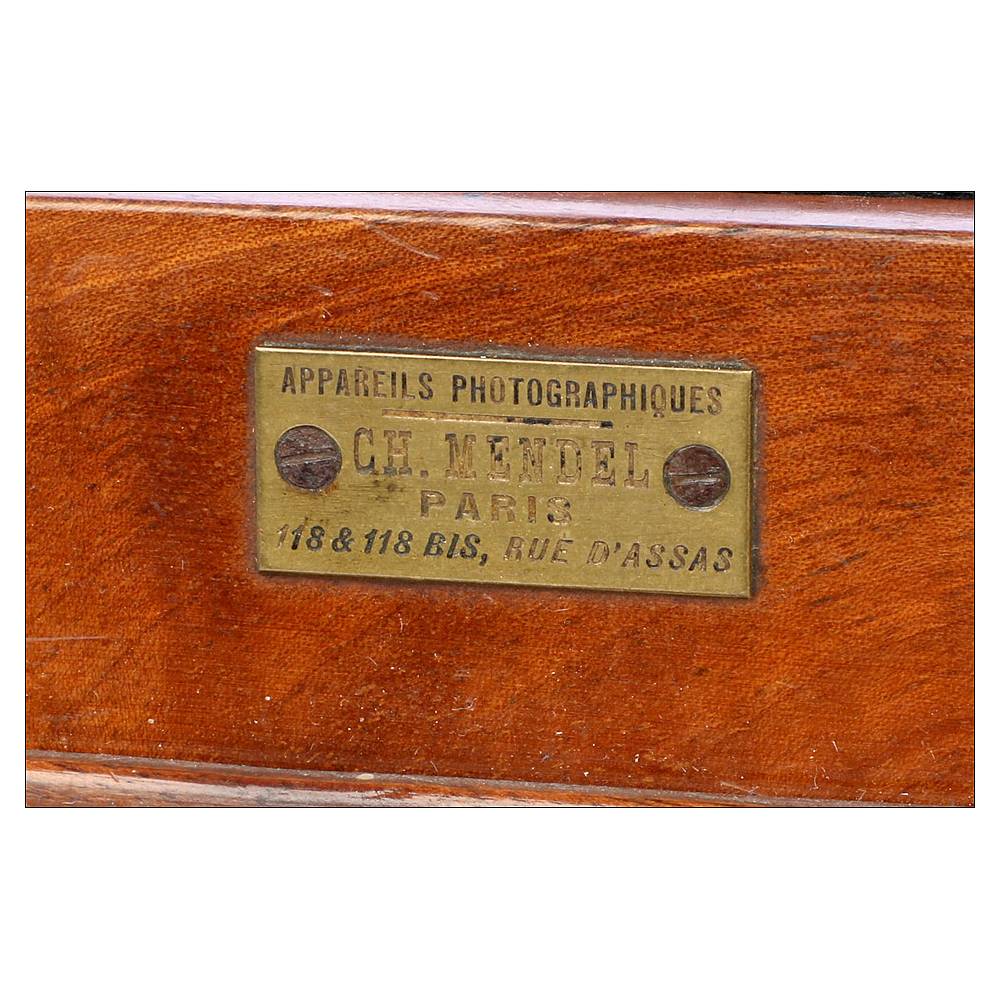 APPAREILS PHOTOGRAPHIQUES
CH. MENDEL
PARIS
118 & 118 BIS, RUE D'ASSAS